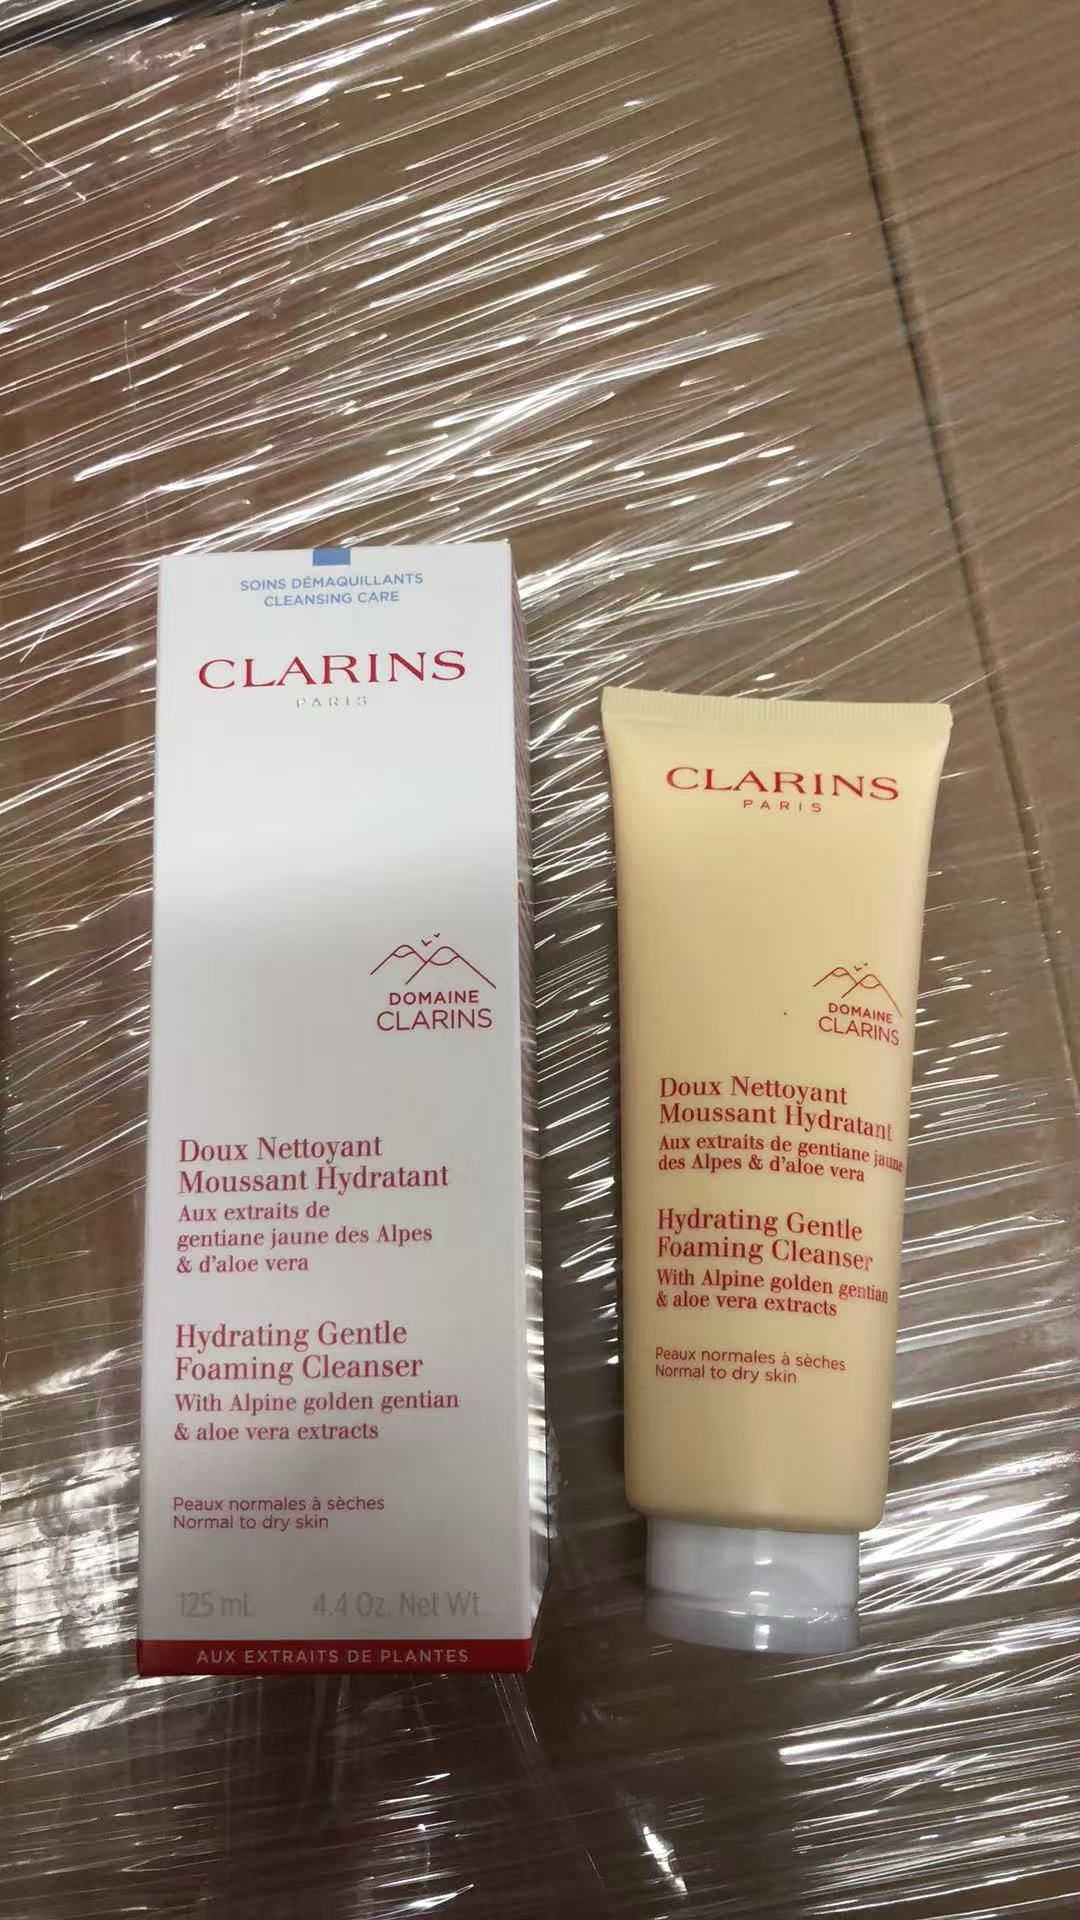 SOINS DÉMAQUILLANTS
CLEANSING CARE
CLARINS
PARIS
DOMAINE
CLARINS
Doux Nettoyant
Moussant Hydratant
Aux extraits de
gentiane jaune des Alpes
& d'aloe vera
Hydrating Gentle
Foaming Cleanser
With Alpine golden gentian
& aloe vera extracts
Peaux normales à sèches
Normal to dry skin
125 mL 4.4 Oz. Net Wt.
AUX EXTRAITS DE PLANTES
CLARINS
PARIS
DOMAINE
CLARINS
Doux Nettoyant
Moussant Hydratant
Aux extraits de gentiane jaune
des Alpes & d'aloe vera
Hydrating Gentle
Foaming Cleanser
With Alpine golden gentian
& aloe vera extracts
Peaux normales à sèches
Normal to dry skin